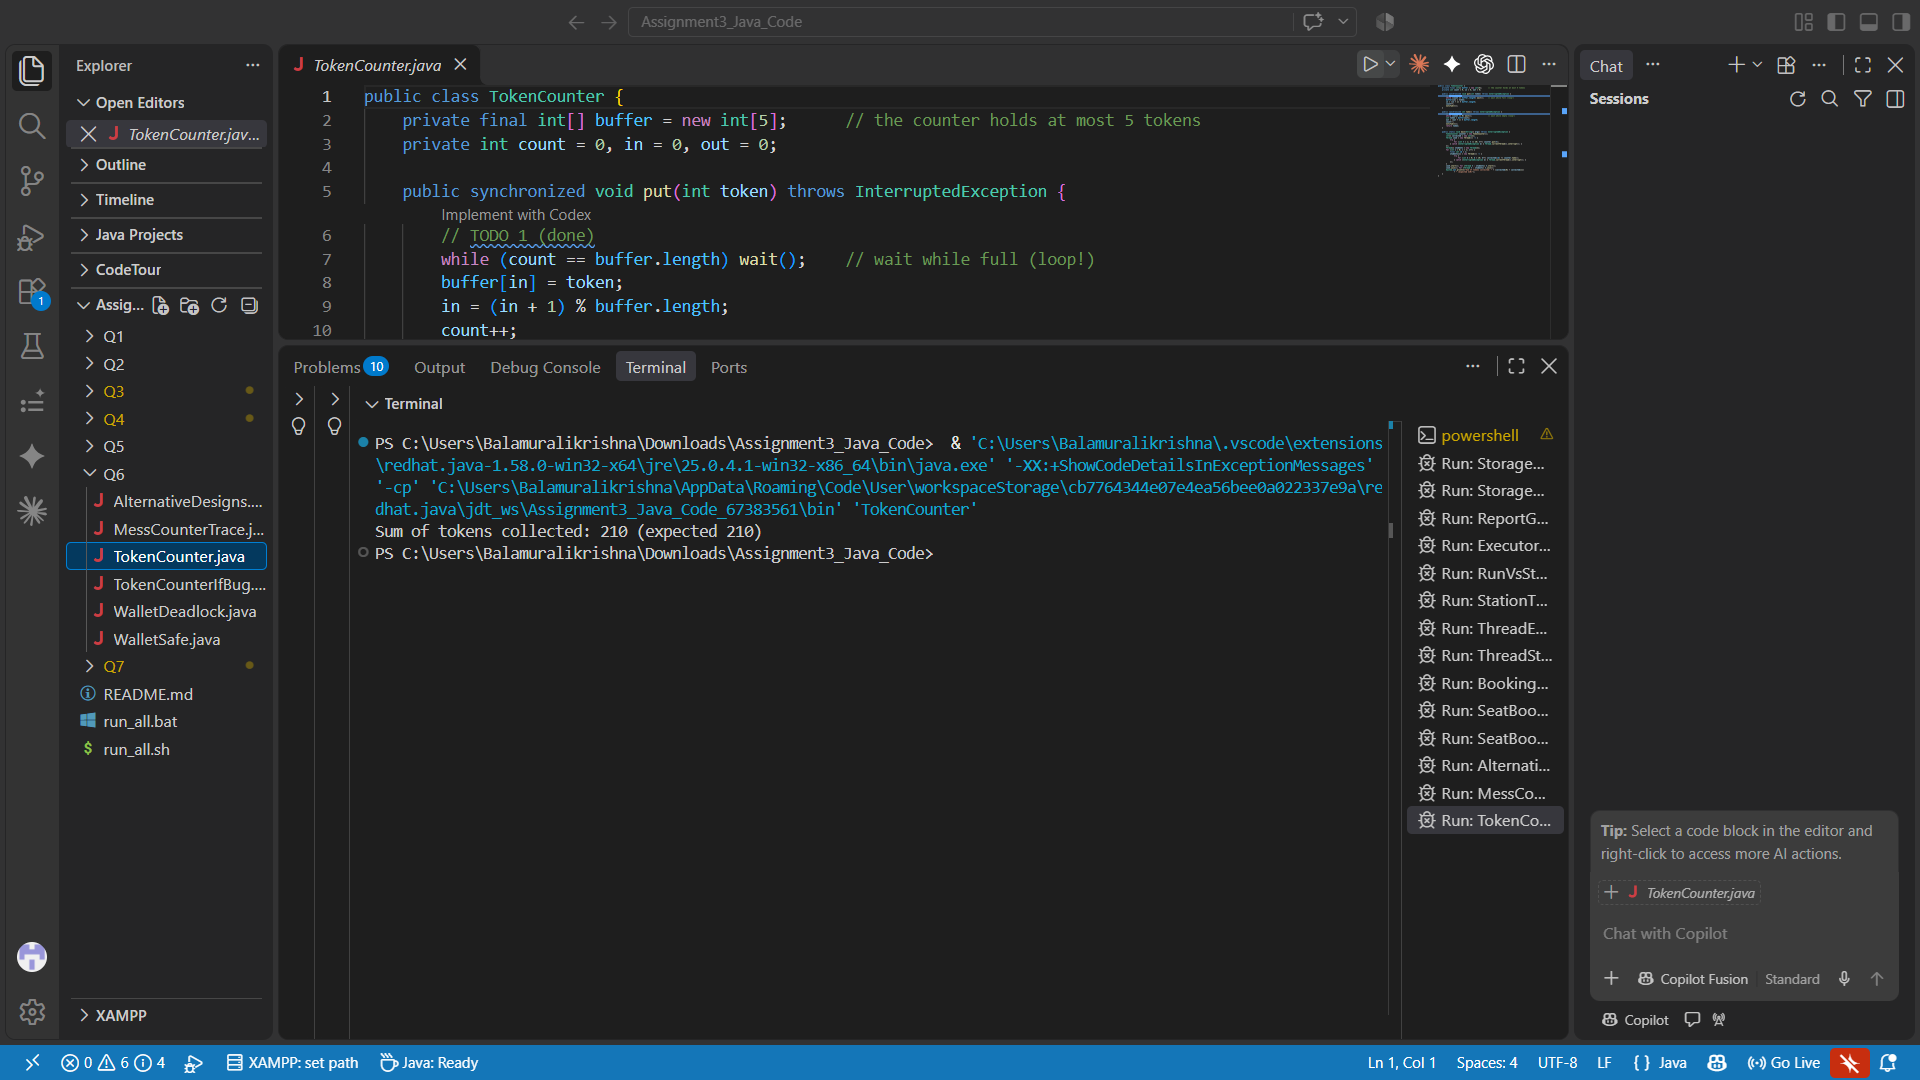 Assignment3_Java_Code
Explorer
Open Editors
TokenCounter.jav...
Outline
Timeline
Java Projects
CodeTour
Assig...
Q1
Q2
Q3
Q4
Q5
Q6
AlternativeDesigns....
MessCounterTrace.j...
TokenCounter.java
TokenCounterIfBug....
WalletDeadlock.java
WalletSafe.java
Q7
README.md
run_all.bat
run_all.sh
XAMPP
1
TokenCounter.java
1 public class TokenCounter {
2 private final int[] buffer = new int[5]; // the counter holds at most 5 tokens
3 private int count = 0, in = 0, out = 0;
4
5 public synchronized void put(int token) throws InterruptedException {
Implement with Codex
6 // TODO 1 (done)
7 while (count == buffer.length) wait(); // wait while full (loop!)
8 buffer[in] = token;
9 in = (in + 1) % buffer.length;
10 count++;
Problems 10 Output Debug Console Terminal Ports
Terminal
PS C:\Users\Balamuralikrishna\Downloads\Assignment3_Java_Code> & 'C:\Users\Balamuralikrishna\.vscode\extensions
\redhat.java-1.58.0-win32-x64\jre\25.0.4.1-win32-x86_64\bin\java.exe' '-XX:+ShowCodeDetailsInExceptionMessages'
'-cp' 'C:\Users\Balamuralikrishna\AppData\Roaming\Code\User\workspaceStorage\cb7764344e07e4ea56bee0a022337e9a\re
dhat.java\jdt_ws\Assignment3_Java_Code_67383561\bin' 'TokenCounter'
Sum of tokens collected: 210 (expected 210)
PS C:\Users\Balamuralikrishna\Downloads\Assignment3_Java_Code>
powershell
Run: Storage...
Run: Storage...
Run: ReportG...
Run: Executor...
Run: RunVsSt...
Run: StationT...
Run: ThreadE...
Run: ThreadSt...
Run: Booking...
Run: SeatBoo...
Run: SeatBoo...
Run: Alternati...
Run: MessCo...
Run: TokenCo...
Chat
Sessions
Tip: Select a code block in the editor and
right-click to access more AI actions.
TokenCounter.java
Chat with Copilot
Copilot Fusion Standard
Copilot
0 6 4 XAMPP: set path Java: Ready Ln 1, Col 1 Spaces: 4 UTF-8 LF {} Java Go Live